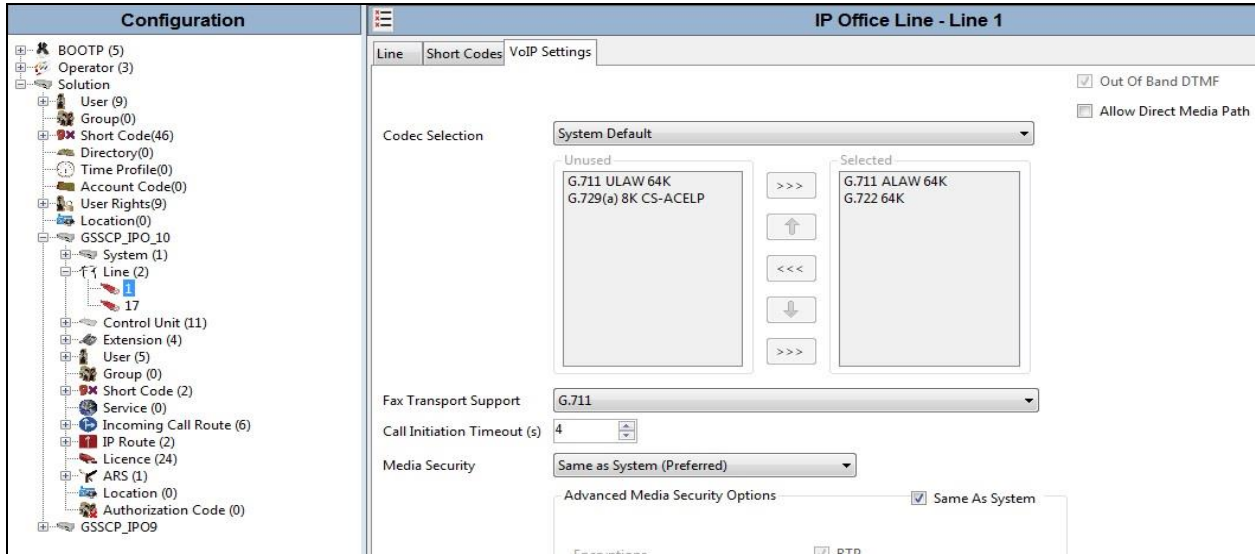 Configuration
BOOTP (5)
Operator (3)
Solution
User (9)
Group(0)
Short Code(46)
Directory(0)
Time Profile(0)
Account Code(0)
User Rights(9)
Location(0)
GSSCP_IPO_10
System (1)
Line (2)
1
17
Control Unit (11)
Extension (4)
User (5)
Group (0)
Short Code (2)
Service (0)
Incoming Call Route (6)
IP Route (2)
Licence (24)
ARS (1)
Location (0)
Authorization Code (0)
GSSCP_IPO9
IP Office Line - Line 1
Line Short Codes VoIP Settings
Out Of Band DTMF
Allow Direct Media Path
Codec Selection System Default
Unused Selected
G.711 ULAW 64K G.711 ALAW 64K
G.729(a) 8K CS-ACELP G.722 64K
>>>
<<<
>>>
Fax Transport Support G.711
Call Initiation Timeout (s) 4
Media Security Same as System (Preferred)
Advanced Media Security Options Same As System
Encryptions RTP